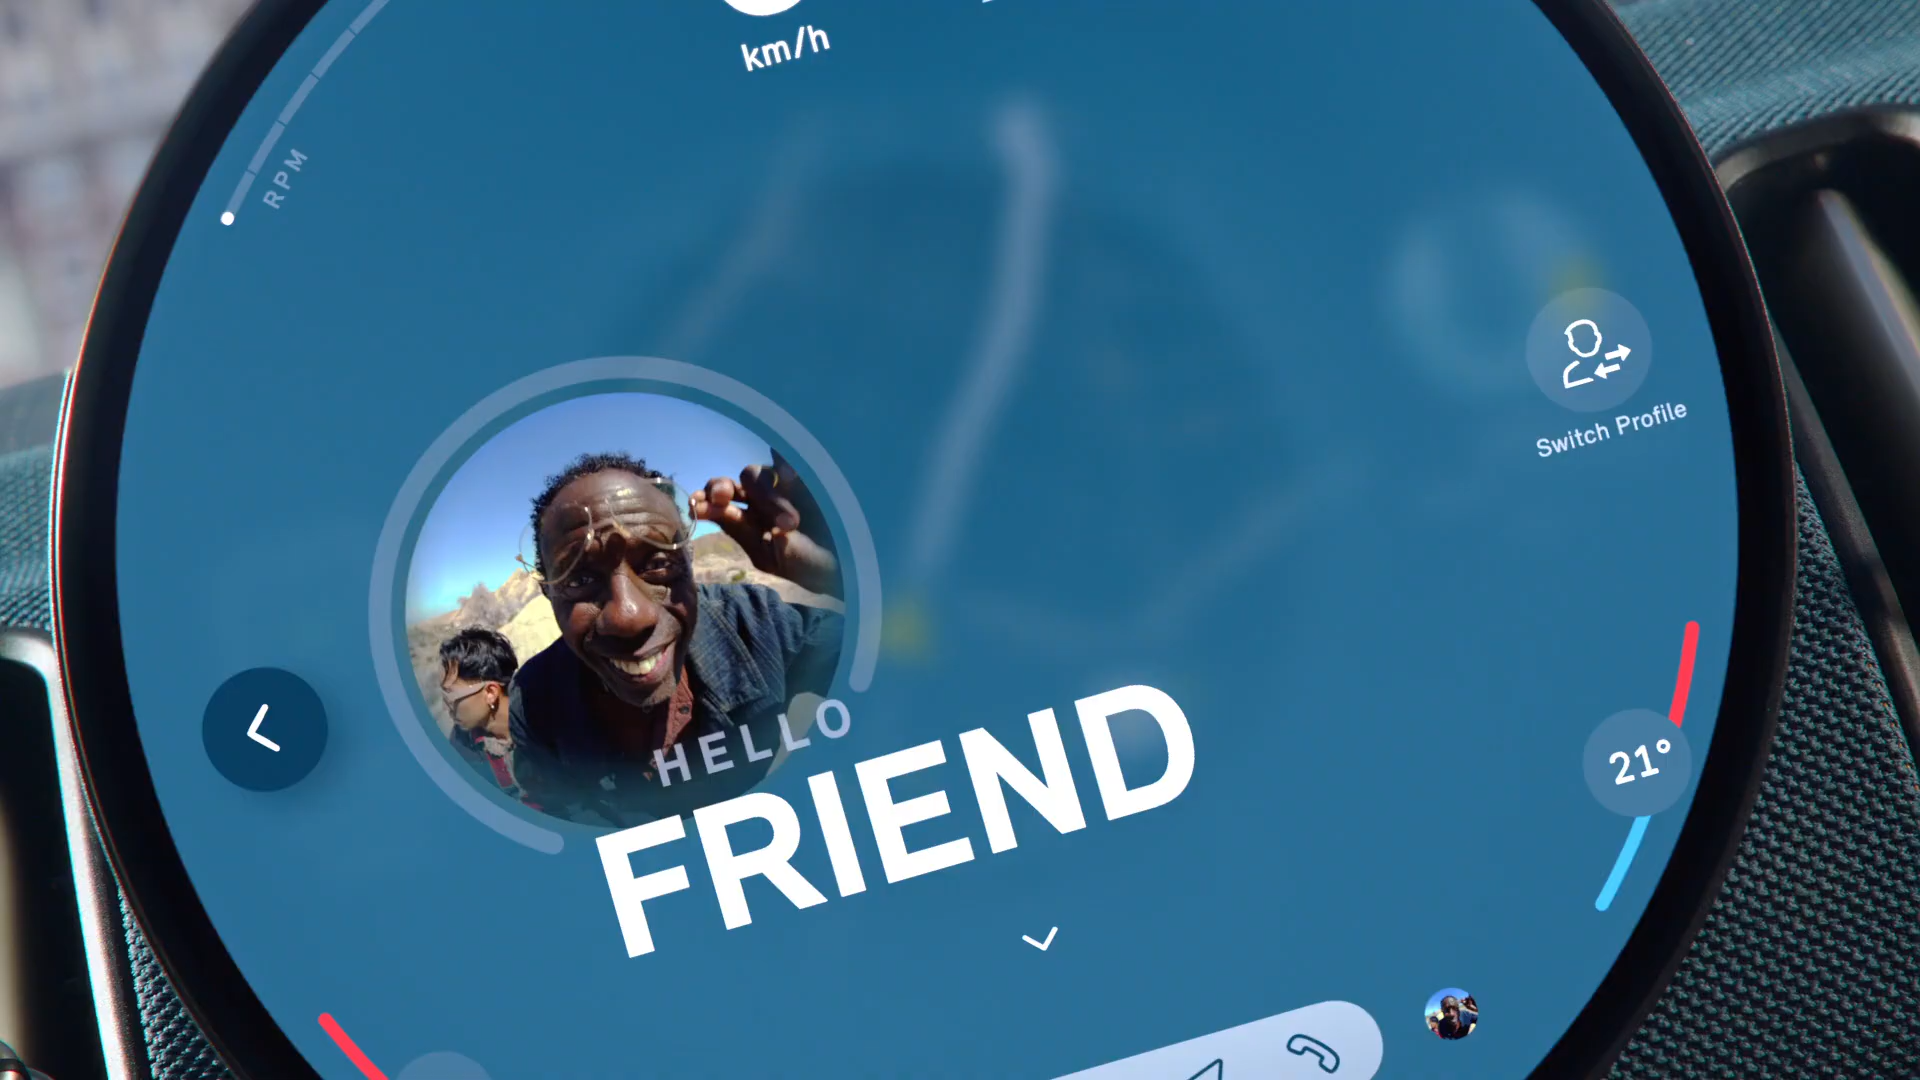 km/h
RPM
Switch Profile
HELLO
FRIEND
21°